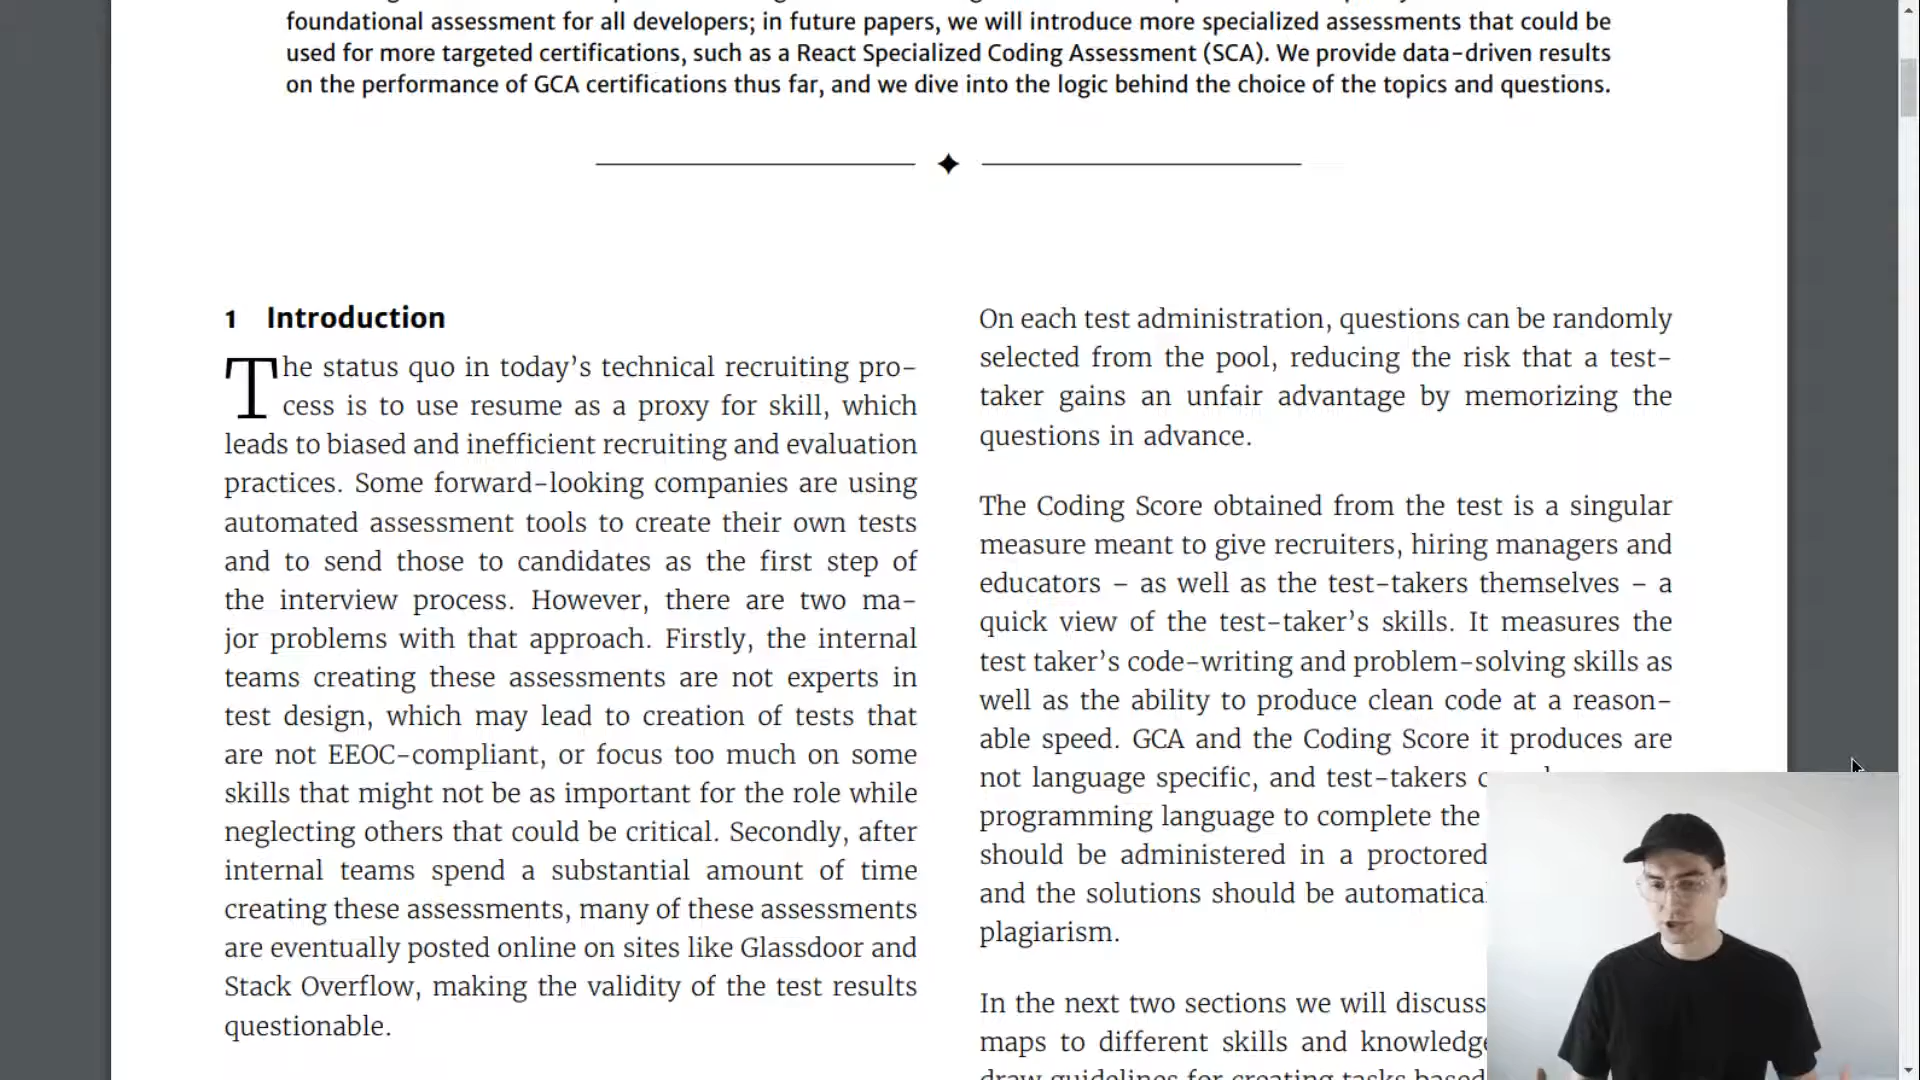 foundational assessment for all developers; in future papers, we will introduce more specialized assessments that could be
used for more targeted certifications, such as a React Specialized Coding Assessment (SCA). We provide data-driven results
on the performance of GCA certifications thus far, and we dive into the logic behind the choice of the topics and questions.
1 Introduction
The status quo in today's technical recruiting pro-
cess is to use resume as a proxy for skill, which
leads to biased and inefficient recruiting and evaluation
practices. Some forward-looking companies are using
automated assessment tools to create their own tests
and to send those to candidates as the first step of
the interview process. However, there are two ma-
jor problems with that approach. Firstly, the internal
teams creating these assessments are not experts in
test design, which may lead to creation of tests that
are not EEOC-compliant, or focus too much on some
skills that might not be as important for the role while
neglecting others that could be critical. Secondly, after
internal teams spend a substantial amount of time
creating these assessments, many of these assessments
are eventually posted online on sites like Glassdoor and
Stack Overflow, making the validity of the test results
questionable.
On each test administration, questions can be randomly
selected from the pool, reducing the risk that a test-
taker gains an unfair advantage by memorizing the
questions in advance.
The Coding Score obtained from the test is a singular
measure meant to give recruiters, hiring managers and
educators – as well as the test-takers themselves – a
quick view of the test-taker's skills. It measures the
test taker's code-writing and problem-solving skills as
well as the ability to produce clean code at a reason-
able speed. GCA and the Coding Score it produces are
not language specific, and test-takers
programming language to complete the
should be administered in a proctored
and the solutions should be
plagiarism.
In the next two sections we will discuss
maps to different skills and knowledge
draw guidelines for creating tasks based